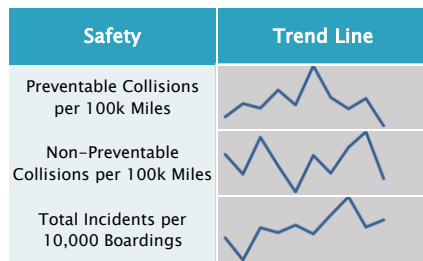 Safety
Trend Line
Preventable Collisions
per 100k Miles
Non-Preventable
Collisions per 100k Miles
Total Incidents per
10,000 Boardings